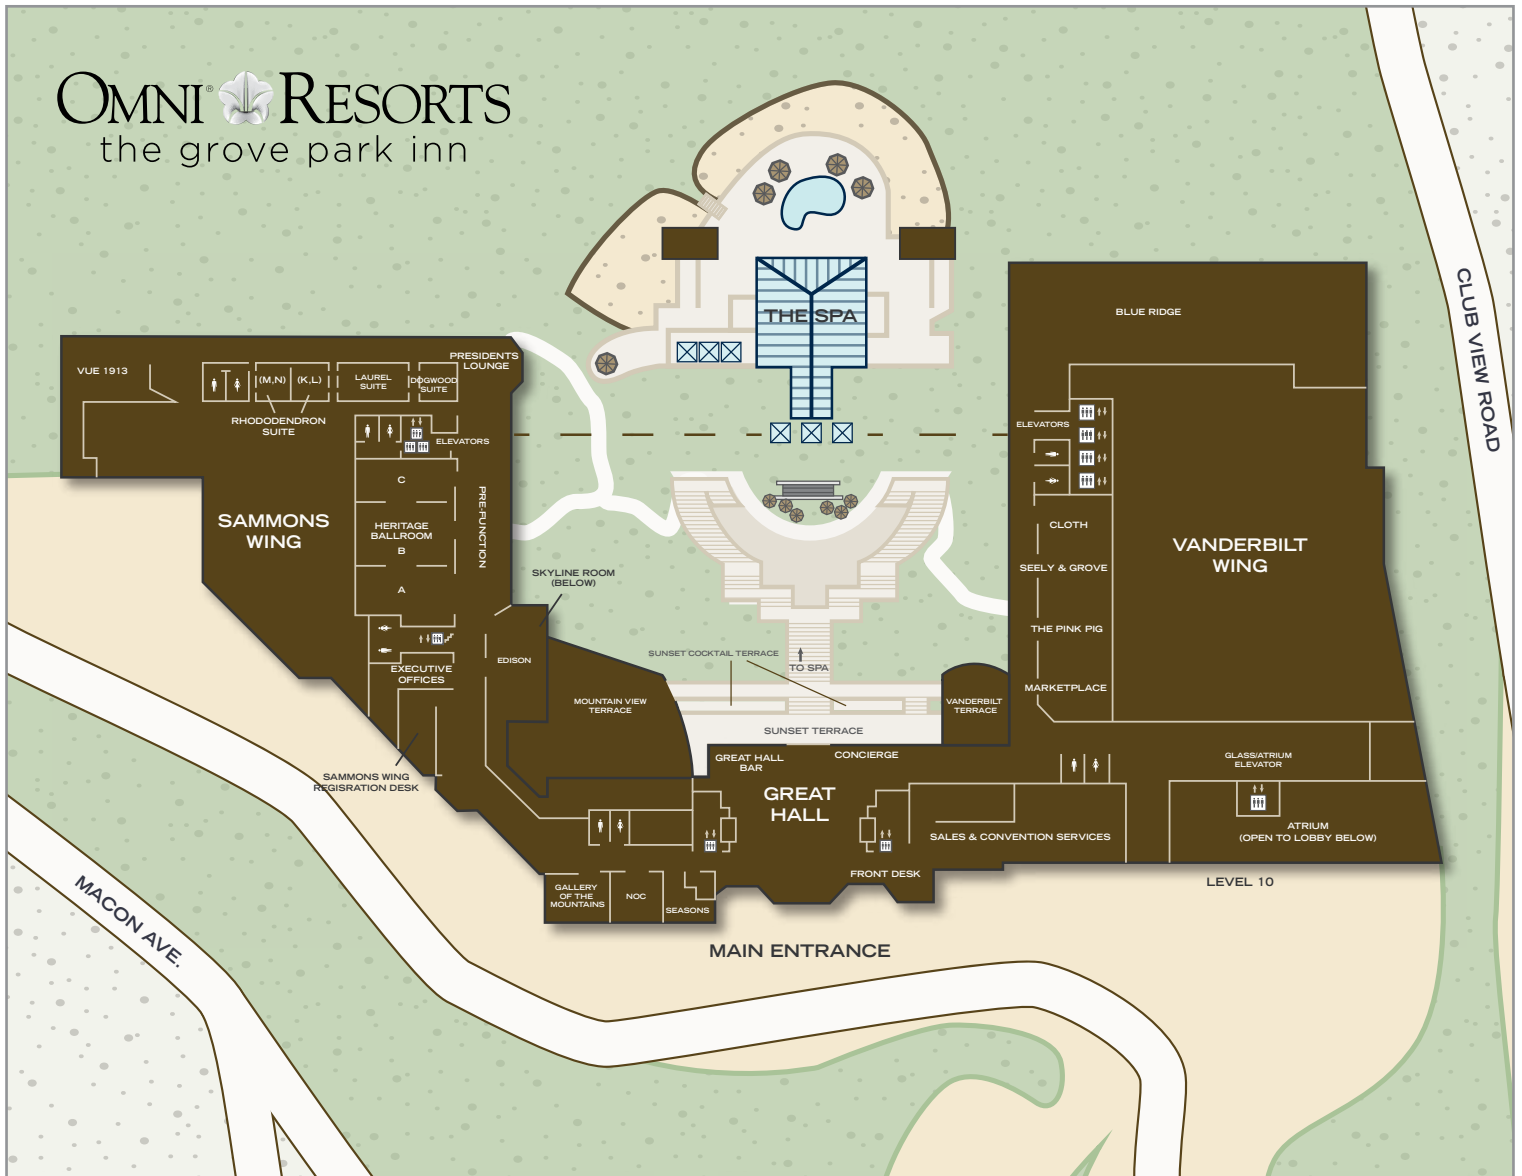 OMNI® RESORTS
the grove park inn
CLUB VIEW ROAD
THE SPA
BLUE RIDGE
VUE 1913
(M,N)
(K,L)
LAUREL
SUITE
DOGWOOD
SUITE
PRESIDENTS
LOUNGE
RHODODENDRON
SUITE
ELEVATORS
ELEVATORS
C
PRE-FUNCTION
SAMMONS
WING
HERITAGE
BALLROOM
B
A
CLOTH
VANDERBILT
WING
SEELY & GROVE
SKYLINE ROOM
(BELOW)
THE PINK PIG
SUNSET COCKTAIL TERRACE
TO SPA
EDISON
EXECUTIVE
OFFICES
MARKETPLACE
MOUNTAIN VIEW
TERRACE
VANDERBILT
TERRACE
SUNSET TERRACE
GREAT HALL
BAR
CONCIERGE
GLASS/ATRIUM
ELEVATOR
SAMMONS WING
REGISRATION DESK
GREAT
HALL
SALES & CONVENTION SERVICES
ATRIUM
(OPEN TO LOBBY BELOW)
FRONT DESK
LEVEL 10
GALLERY
OF THE
MOUNTAINS
NOC
SEASONS
MACON AVE.
MAIN ENTRANCE